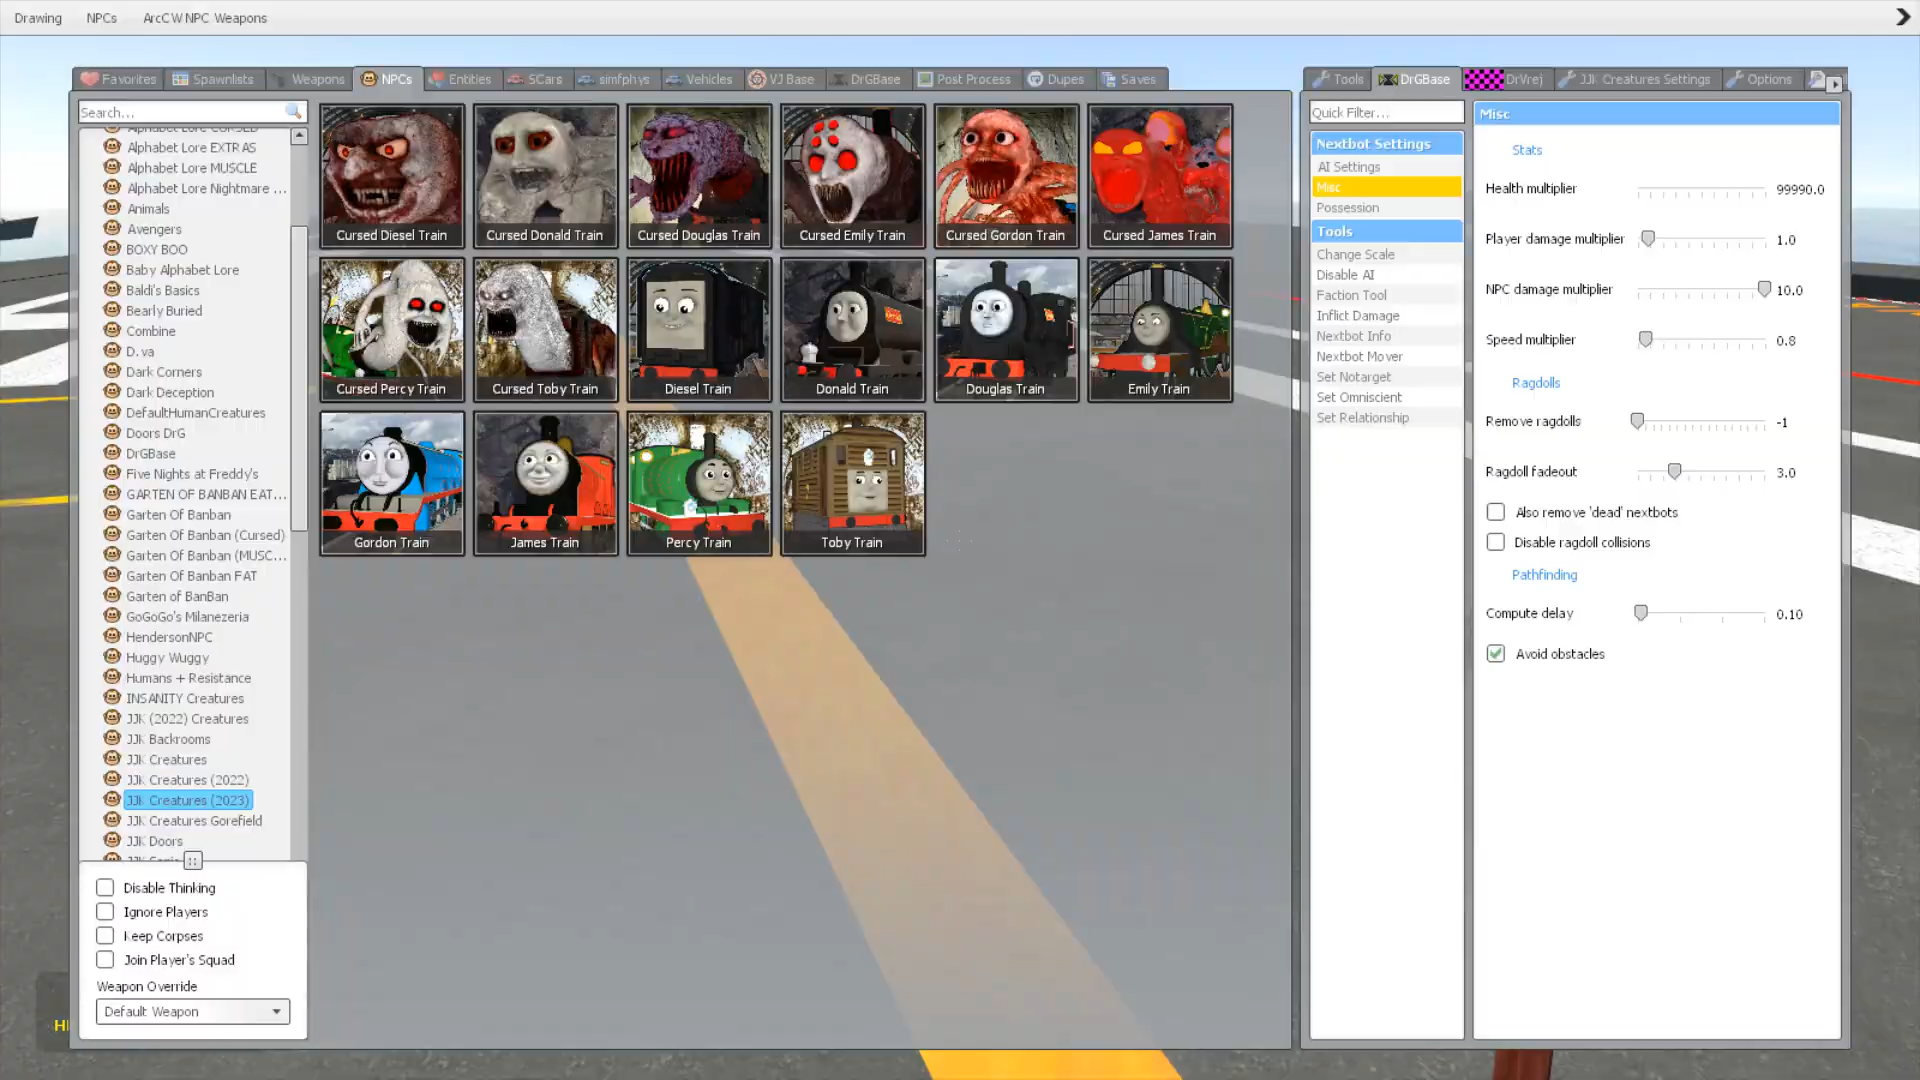 Drawing NPCs ArcCW NPC Weapons
Favorites Spawnlists Weapons NPCs Entities SCars simfphys Vehicles VJ Base DrGBase Post Process Dupes Saves
Search...
Alphabet Lore CURSED
Alphabet Lore EXTRAS
Alphabet Lore MUSCLE
Alphabet Lore Nightmare ...
Animals
Avengers
BOXY BOO
Baby Alphabet Lore
Baldi's Basics
Bearly Buried
Combine
D.va
Dark Corners
Dark Deception
DefaultHumanCreatures
Doors DrG
DrGBase
Five Nights at Freddy's
GARTEN OF BANBAN EAT...
Garten Of Banban
Garten Of Banban (Cursed)
Garten Of Banban (MUSC...
Garten Of Banban FAT
Garten of BanBan
GoGoGo's Milanezeria
HendersonNPC
Huggy Wuggy
Humans + Resistance
INSANITY Creatures
JJK (2022) Creatures
JJK Backrooms
JJK Creatures
JJK Creatures (2022)
JJK Creatures (2023)
JJK Creatures Gorefield
JJK Doors
Disable Thinking
Ignore Players
Keep Corpses
Join Player's Squad
Weapon Override
Default Weapon
Cursed Diesel Train
Cursed Donald Train
Cursed Douglas Train
Cursed Emily Train
Cursed Gordon Train
Cursed James Train
Cursed Percy Train
Cursed Toby Train
Diesel Train
Donald Train
Douglas Train
Emily Train
Gordon Train
James Train
Percy Train
Toby Train
Tools DrGBase DrVrej JJK Creatures Settings Options
Quick Filter...
Nextbot Settings
AI Settings
Misc
Possession
Tools
Change Scale
Disable AI
Faction Tool
Inflict Damage
Nextbot Info
Nextbot Mover
Set Notarget
Set Omniscient
Set Relationship
Misc
Stats
Health multiplier 99990.0
Player damage multiplier 1.0
NPC damage multiplier 10.0
Speed multiplier 0.8
Ragdolls
Remove ragdolls -1
Ragdoll fadeout 3.0
Also remove 'dead' nextbots
Disable ragdoll collisions
Pathfinding
Compute delay 0.10
Avoid obstacles